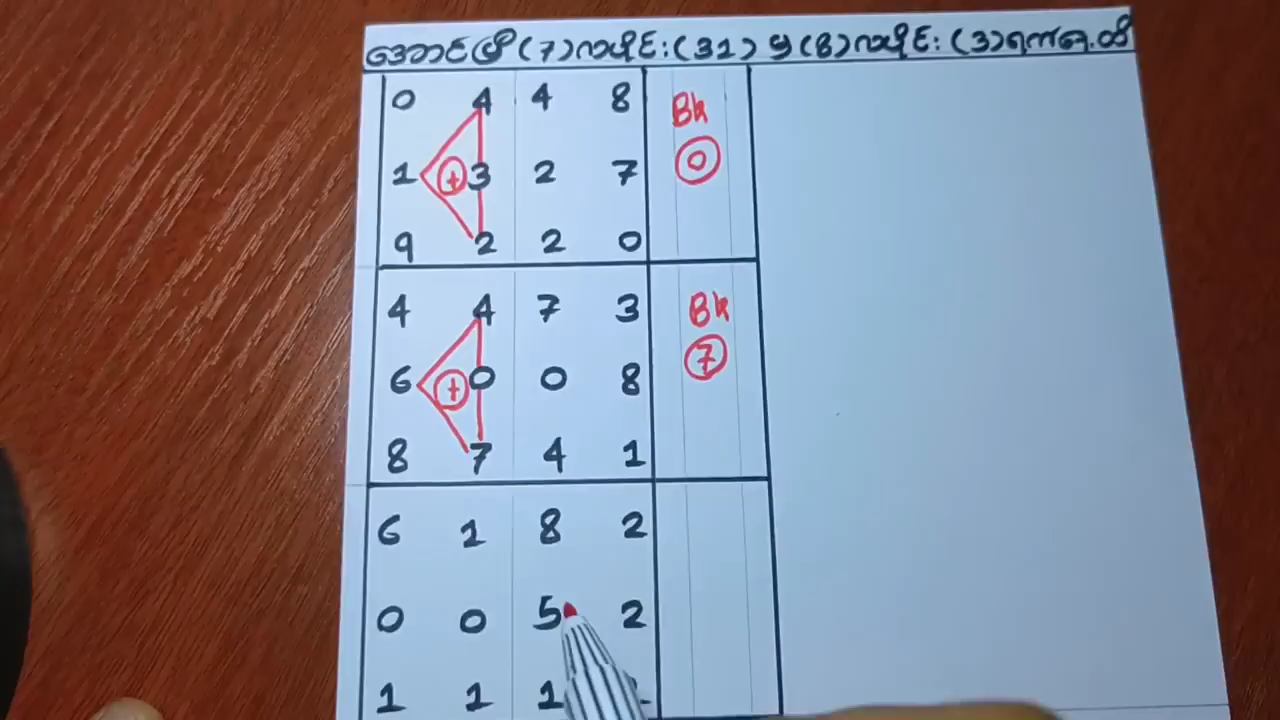 အောင်မြို့ (7) လပိုင်း (31) မှ (8) လပိုင်း (3) ရက်နေ့.ထိ
0 4 4 8 Bk
1 + 3 2 7 0
9 2 2 0
4 4 7 3 Bk
6 + 0 0 8 7
8 7 4 1
6 1 8 2
0 0 5 2
1 1 1